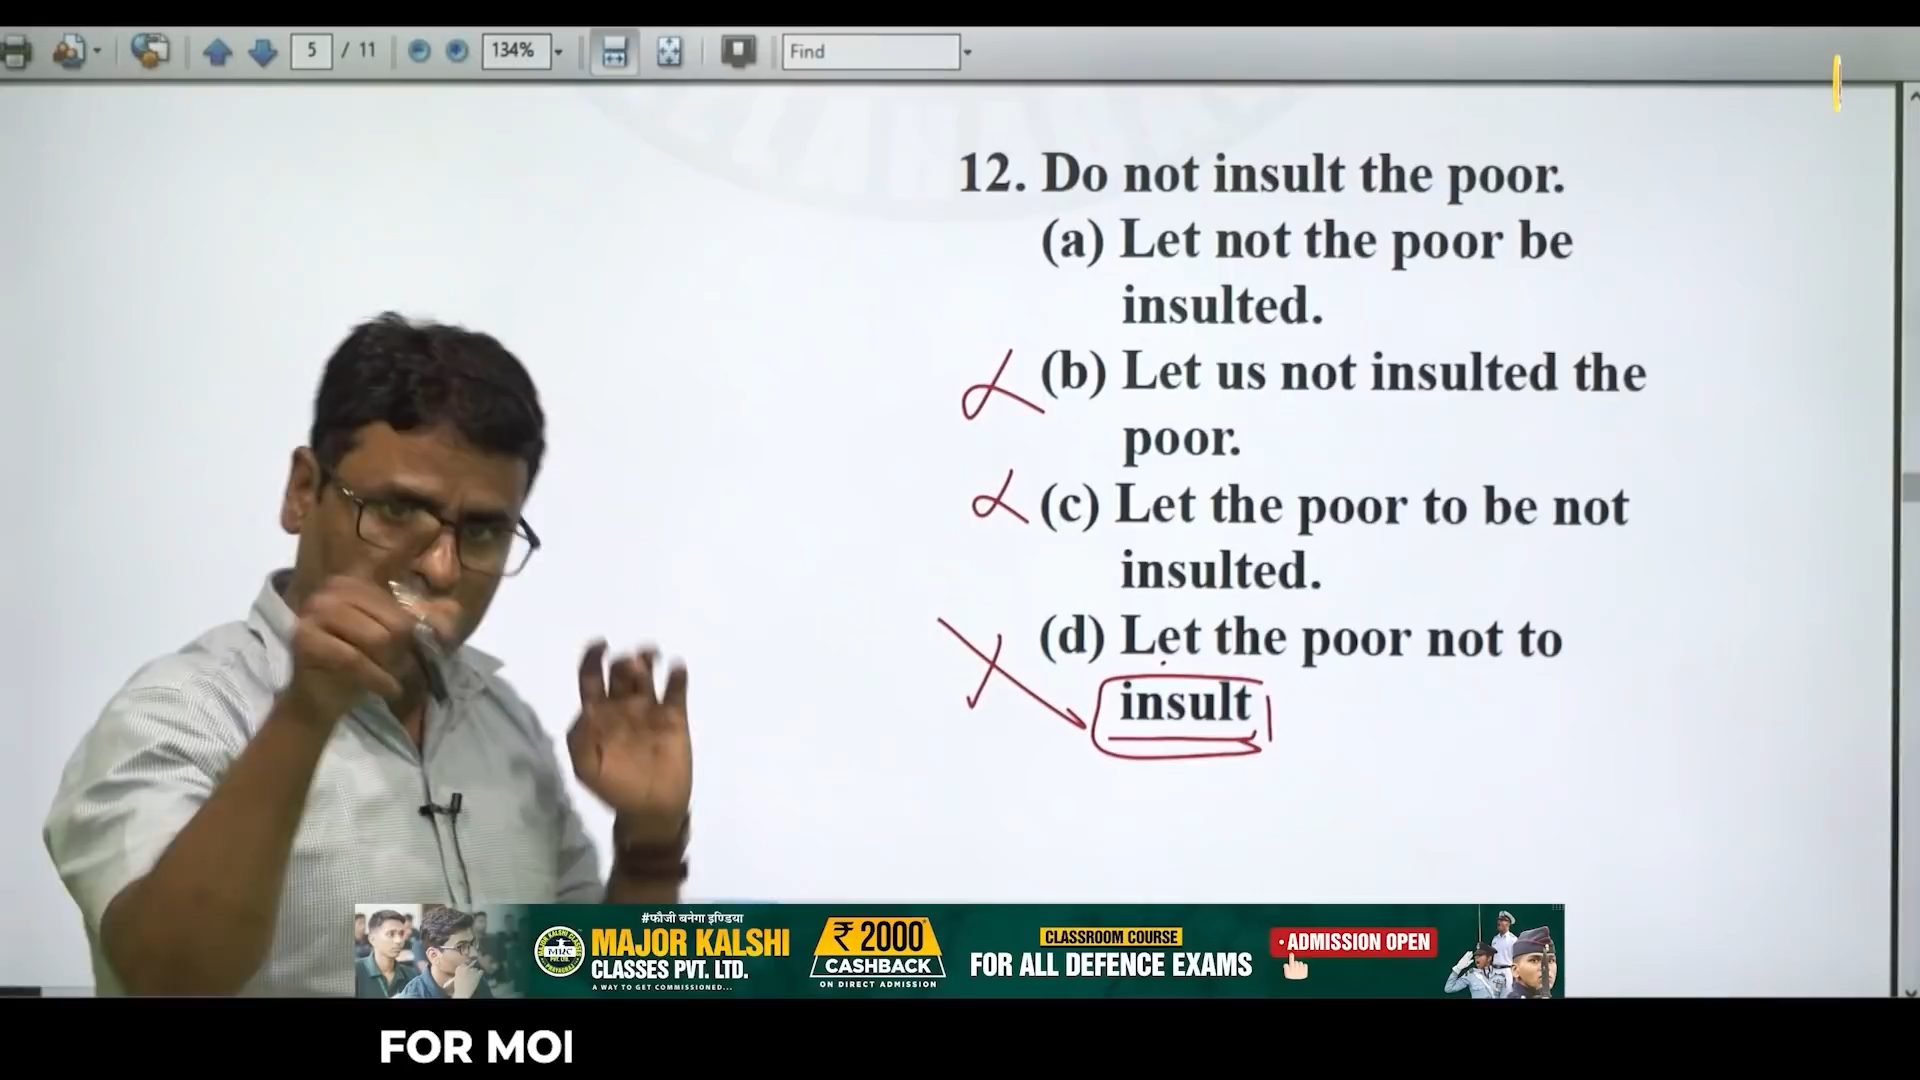 5 / 11
134%
Find
12. Do not insult the poor.
(a) Let not the poor be
insulted.
(b) Let us not insulted the
poor.
(c) Let the poor to be not
insulted.
(d) Let the poor not to
insult
#फौजी बनेगा इण्डिया
MAJOR KALSHI
CLASSES PVT. LTD.
A WAY TO GET COMMISSIONED...
₹ 2000
CASHBACK
ON DIRECT ADMISSION
CLASSROOM COURSE
FOR ALL DEFENCE EXAMS
• ADMISSION OPEN
FOR MOI